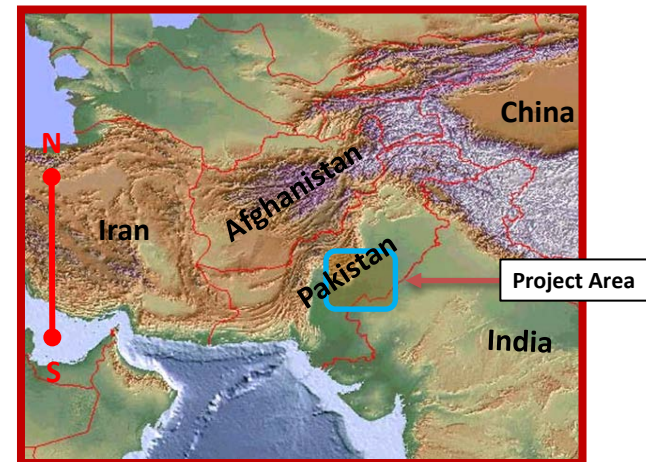 China
N
Afghanistan
Iran
Pakistan
Project Area
India
S